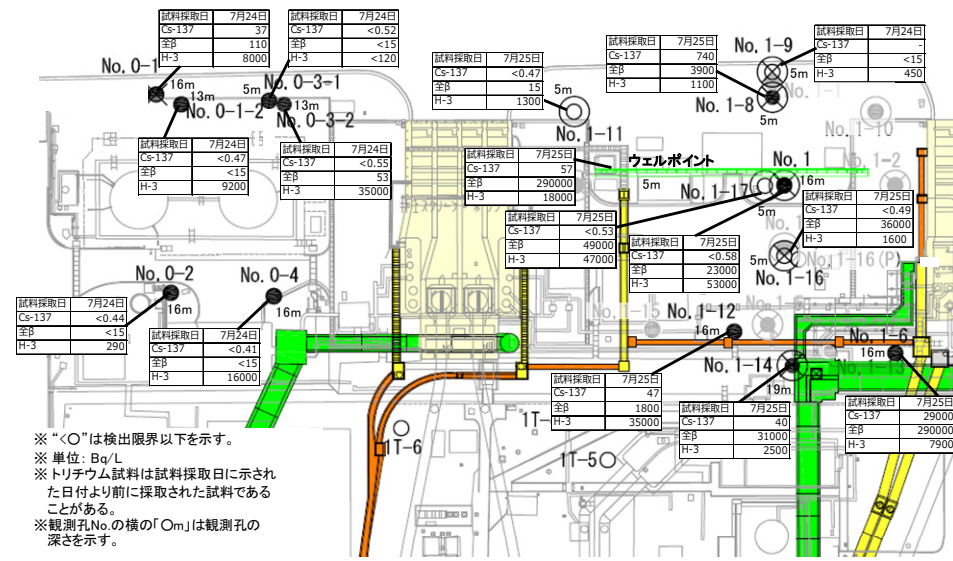 試料採取日 7月24日
Cs-137 37
全β 110
H-3 8000
試料採取日 7月24日
Cs-137 <0.52
全β <15
H-3 <120
試料採取日 7月25日
Cs-137 <0.47
全β 15
H-3 1300
試料採取日 7月25日
Cs-137 740
全β 3900
H-3 1100
試料採取日 7月24日
Cs-137 -
全β <15
H-3 450
No. 0-1
16m
13m
No. 0-1-2
5m
No. 0-3-1
13m
No. 0-3-2
5m
No. 1-11
No. 1-9
5m
No. 1-8
5m
No. 1-10
試料採取日 7月24日
Cs-137 <0.47
全β <15
H-3 9200
試料採取日 7月24日
Cs-137 <0.55
全β 53
H-3 35000
試料採取日 7月25日
Cs-137 57
全β 290000
H-3 18000
ウェルポイント
5m
No. 1
No. 1-2
No. 1-17
16m
5m
試料採取日 7月25日
Cs-137 <0.49
全β 36000
H-3 1600
試料採取日 7月25日
Cs-137 <0.53
全β 49000
H-3 47000
試料採取日 7月25日
Cs-137 <0.58
全β 23000
H-3 53000
5m
No. 1-16
No. 1-16(P)
No. 0-2
16m
No. 0-4
16m
試料採取日 7月24日
Cs-137 <0.44
全β <15
H-3 290
試料採取日 7月24日
Cs-137 <0.41
全β <15
H-3 16000
No. 1-15
No. 1-12
16m
No. 1-6
16m
No. 1-13
No. 1-14
19m
試料採取日 7月25日
Cs-137 47
全β 1800
H-3 35000
試料採取日 7月25日
Cs-137 40
全β 31000
H-3 2500
試料採取日 7月25日
Cs-137 29000
全β 290000
H-3 7900
1T-6
1T-
1T-5
※ “<○”は検出限界以下を示す。
※ 単位: Bq/L
※ トリチウム試料は試料採取日に示され
た日付より前に採取された試料である
ことがある。
※観測孔No.の横の「○m」は観測孔の
深さを示す。